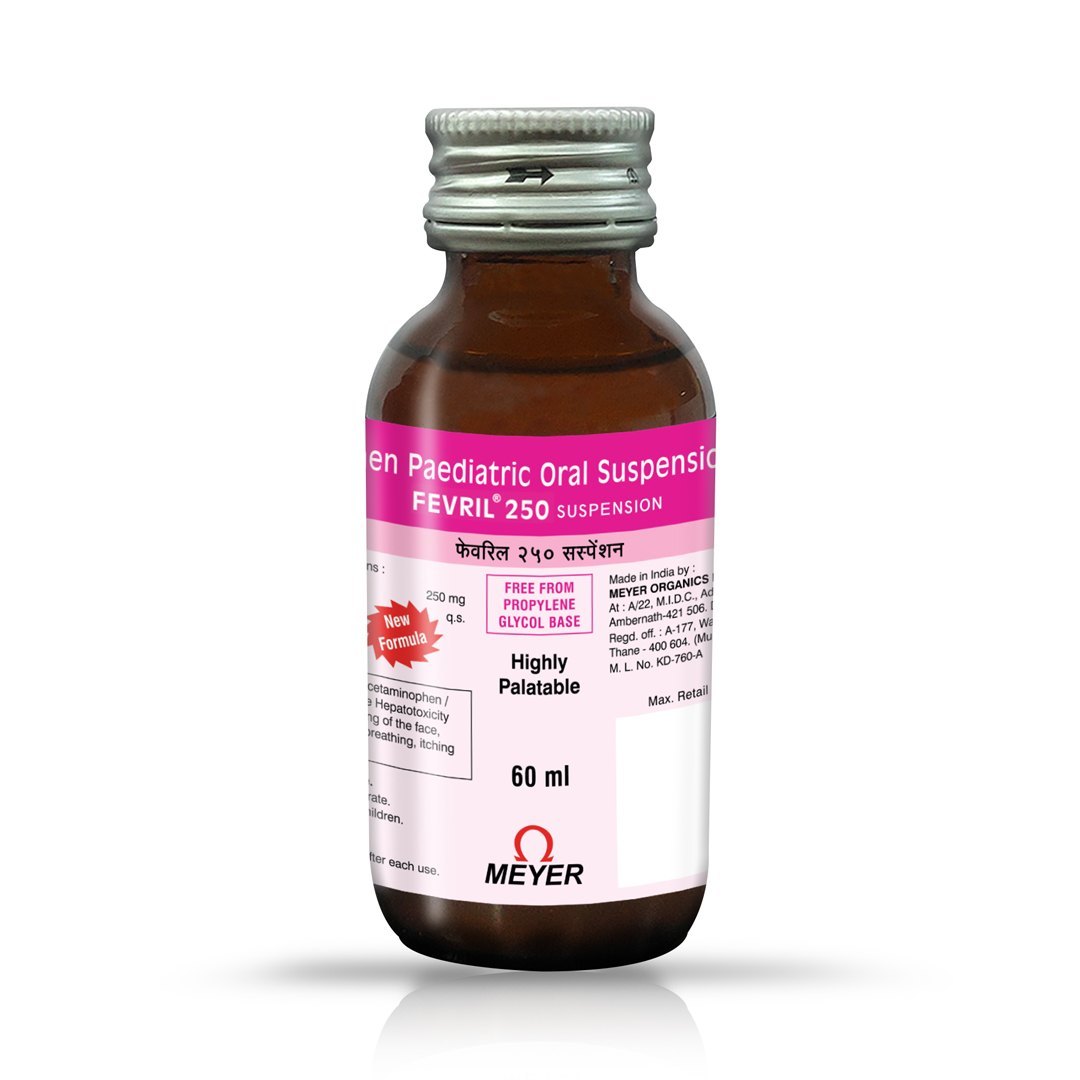 en Paediatric Oral Suspensio
FEVRIL® 250 SUSPENSION
फेवरिल २५० सस्पेंशन
ns :
250 mg
q.s.
New
Formula
cetaminophen /
e Hepatotoxicity
ng of the face,
breathing, itching
rate.
hildren.
fter each use.
FREE FROM
PROPYLENE
GLYCOL BASE
Highly
Palatable
60 ml
MEYER
Made in India by :
MEYER ORGANICS
At : A/22, M.I.D.C., Ad
Ambernath-421 506.
Regd. off. : A-177, Wa
Thane - 400 604. (Mu
M. L. No. KD-760-A
Max. Retail